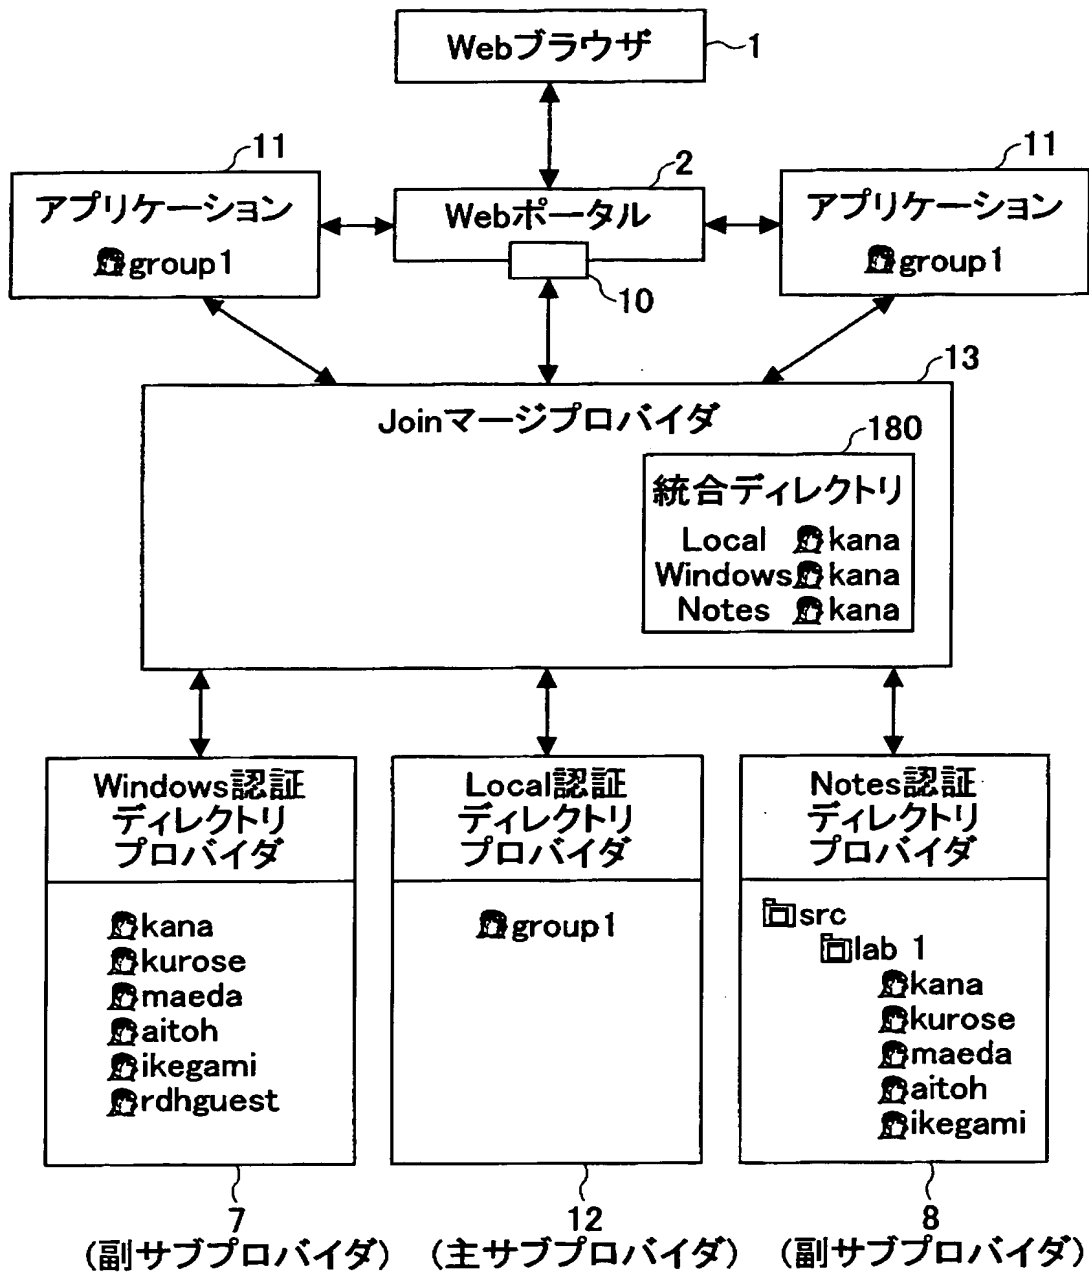 Webブラウザ
1
11
アプリケーション
group1
2
Webポータル
10
11
アプリケーション
group1
13
Joinマージプロバイダ
180
統合ディレクトリ
Local kana
Windows kana
Notes kana
Windows認証
ディレクトリ
プロバイダ
kana
kurose
maeda
aitoh
ikegami
rdhguest
7
(副サブプロバイダ)
Local認証
ディレクトリ
プロバイダ
group1
12
(主サブプロバイダ)
Notes認証
ディレクトリ
プロバイダ
src
lab 1
kana
kurose
maeda
aitoh
ikegami
8
(副サブプロバイダ)